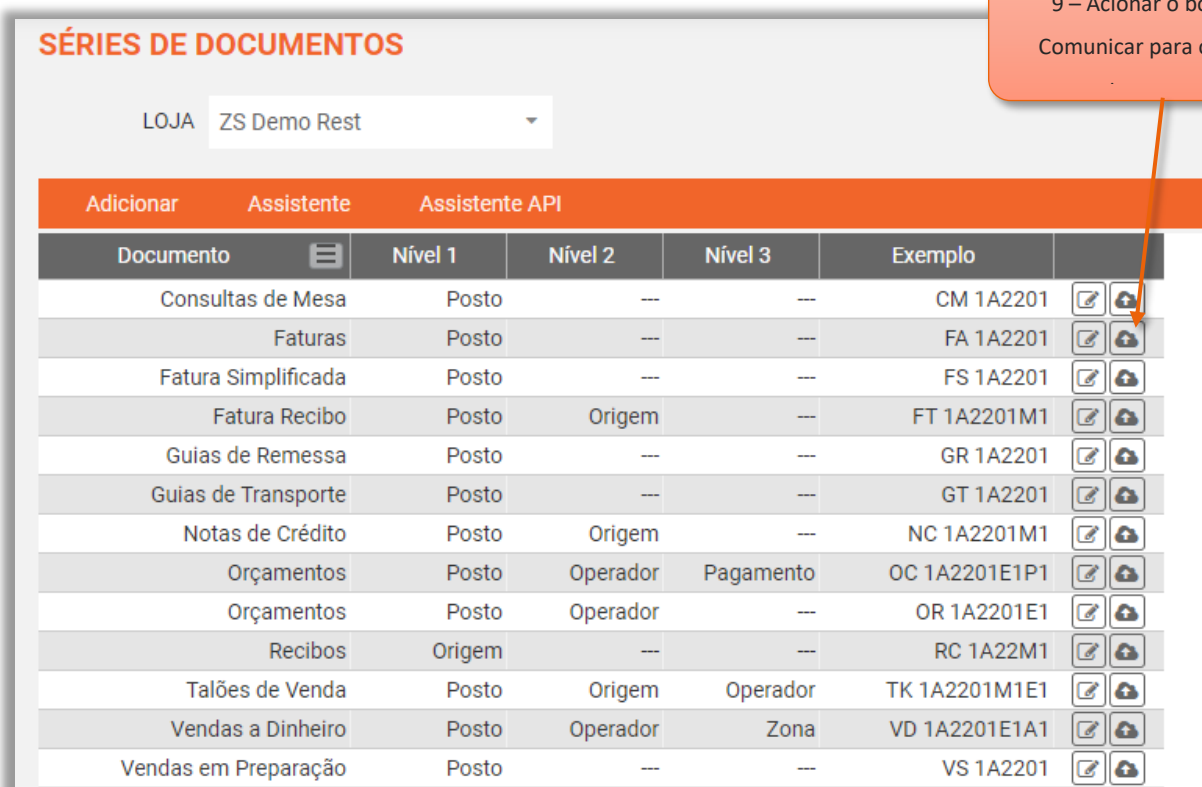 9 – Acionar o
Comunicar para
SÉRIES DE DOCUMENTOS
LOJA ZS Demo Rest
Adicionar Assistente Assistente API
Documento Nível 1 Nível 2 Nível 3 Exemplo
Consultas de Mesa Posto --- --- CM 1A2201
Faturas Posto --- --- FA 1A2201
Fatura Simplificada Posto --- --- FS 1A2201
Fatura Recibo Posto Origem --- FT 1A2201M1
Guias de Remessa Posto --- --- GR 1A2201
Guias de Transporte Posto --- --- GT 1A2201
Notas de Crédito Posto Origem --- NC 1A2201M1
Orçamentos Posto Operador Pagamento OC 1A2201E1P1
Orçamentos Posto Operador --- OR 1A2201E1
Recibos Origem --- --- RC 1A22M1
Talões de Venda Posto Origem Operador TK 1A2201M1E1
Vendas a Dinheiro Posto Operador Zona VD 1A2201E1A1
Vendas em Preparação Posto --- --- VS 1A2201